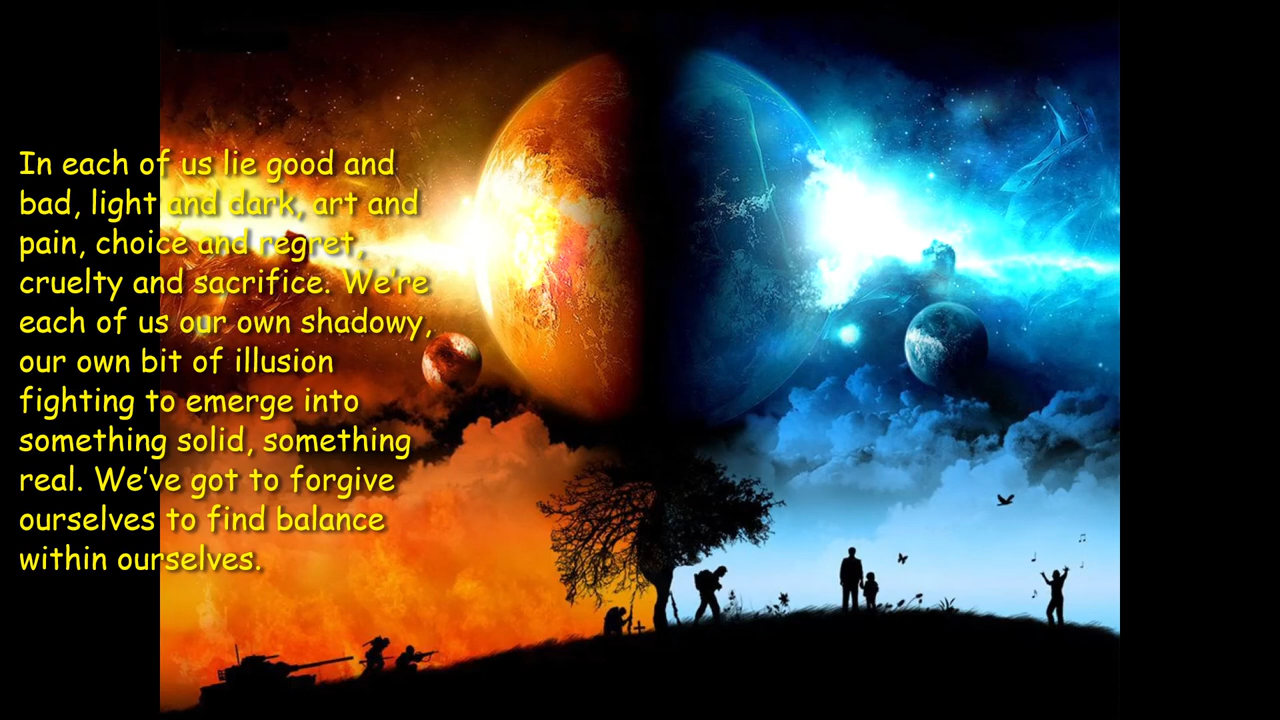 In each of us lie good and
bad, light and dark, art and
pain, choice and regret,
cruelty and sacrifice. We're
each of us our own shadowy,
our own bit of illusion
fighting to emerge into
something solid, something
real. We've got to forgive
ourselves to find balance
within ourselves.